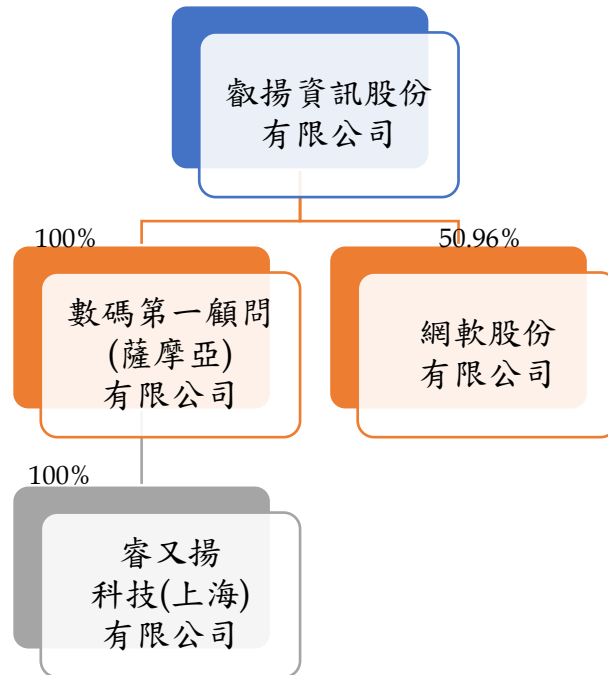 叡揚資訊股份
有限公司
100%
50.96%
數碼第一顧問
(薩摩亞)
有限公司
網軟股份
有限公司
100%
睿又揚
科技(上海)
有限公司